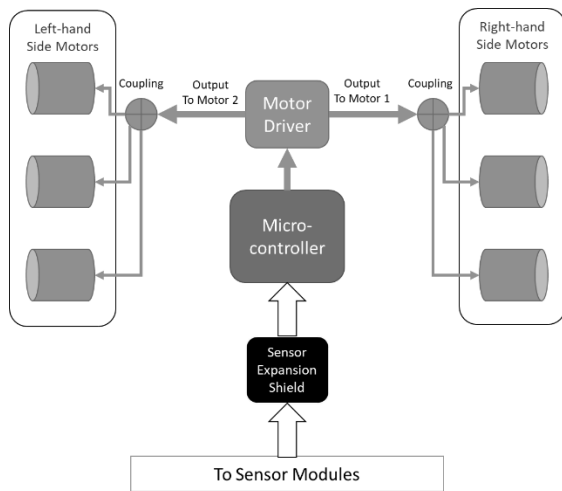 Left-hand
Side Motors
Right-hand
Side Motors
Coupling
Output
To Motor 2
Motor
Driver
Output
To Motor 1
Coupling
Micro-
controller
Sensor
Expansion
Shield
To Sensor Modules